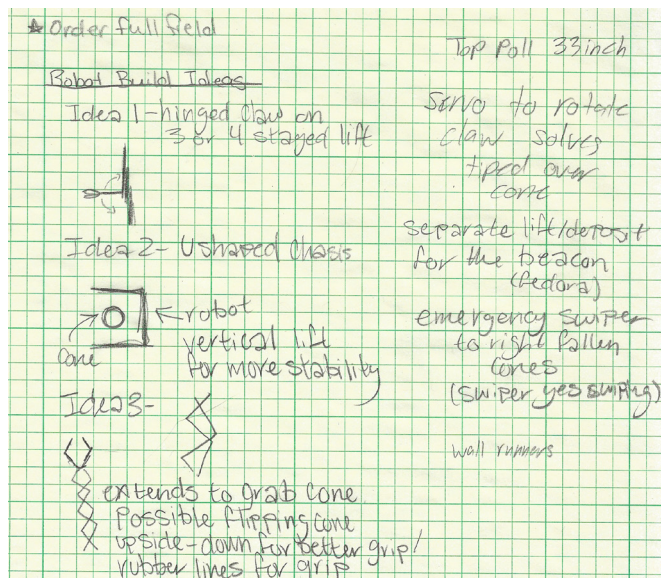 ★ Order full field
Robot Build Ideas
Idea 1-hinged claw on
3 or 4 staged lift
Idea 2- U shaped chasis
robot
Cone
vertical lift
for more stability
Idea 3-
extends to grab cone
possible flipping cone
upside-down for better grip/
rubber lines for grip
Top Poll 33inch
servo to rotate
claw solves
tiped over
cone
separate lift/deposit
for the beacon
(fedora)
emergency swiper
to right fallen
cones
(swiper yes swiping)
wall runners